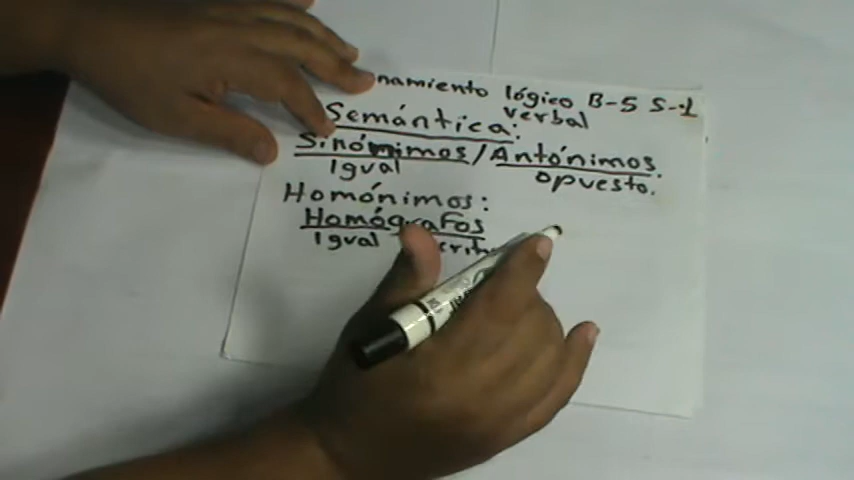 namiento lógico B-5 S-1
verbal
Semántica:
Sinónimos/Antónimos.
Igual opuesto.
Homónimos:
Homógrafos
Igual